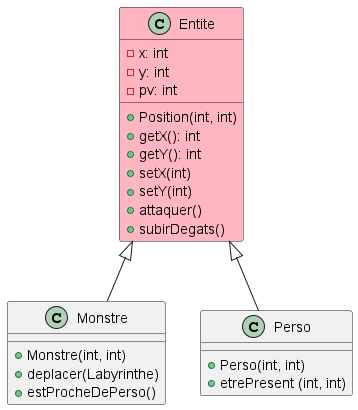 C Entite
x: int
y: int
pv: int
Position(int, int)
getX(): int
getY(): int
setX(int)
setY(int)
attaquer()
subirDegats()
C Monstre
Monstre(int, int)
deplacer(Labyrinthe)
estProcheDePerso()
C Perso
Perso(int, int)
etrePresent (int, int)